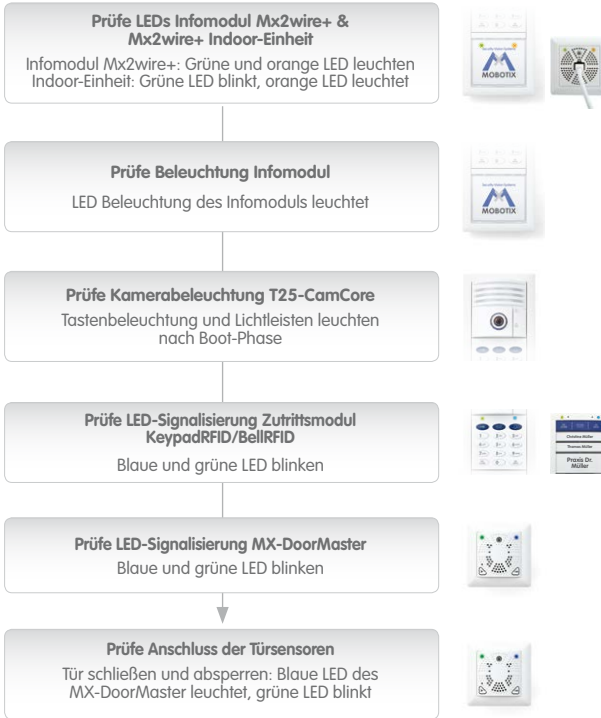 Prüfe LEDs Infomodul Mx2wire+ &
Mx2wire+ Indoor-Einheit
Infomodul Mx2wire+: Grüne und orange LED leuchten
Indoor-Einheit: Grüne LED blinkt, orange LED leuchtet
MOBOTIX
Prüfe Beleuchtung Infomodul
LED Beleuchtung des Infomoduls leuchtet
MOBOTIX
Prüfe Kamerabeleuchtung T25-CamCore
Tastenbeleuchtung und Lichtleisten leuchten
nach Boot-Phase
Prüfe LED-Signalisierung Zutrittsmodul
KeypadRFID/BellRFID
Blaue und grüne LED blinken
Christine Müller
Thomas Müller
Praxis Dr.
Müller
Prüfe LED-Signalisierung MX-DoorMaster
Blaue und grüne LED blinken
Prüfe Anschluss der Türsensoren
Tür schließen und absperren: Blaue LED des
MX-DoorMaster leuchtet, grüne LED blinkt